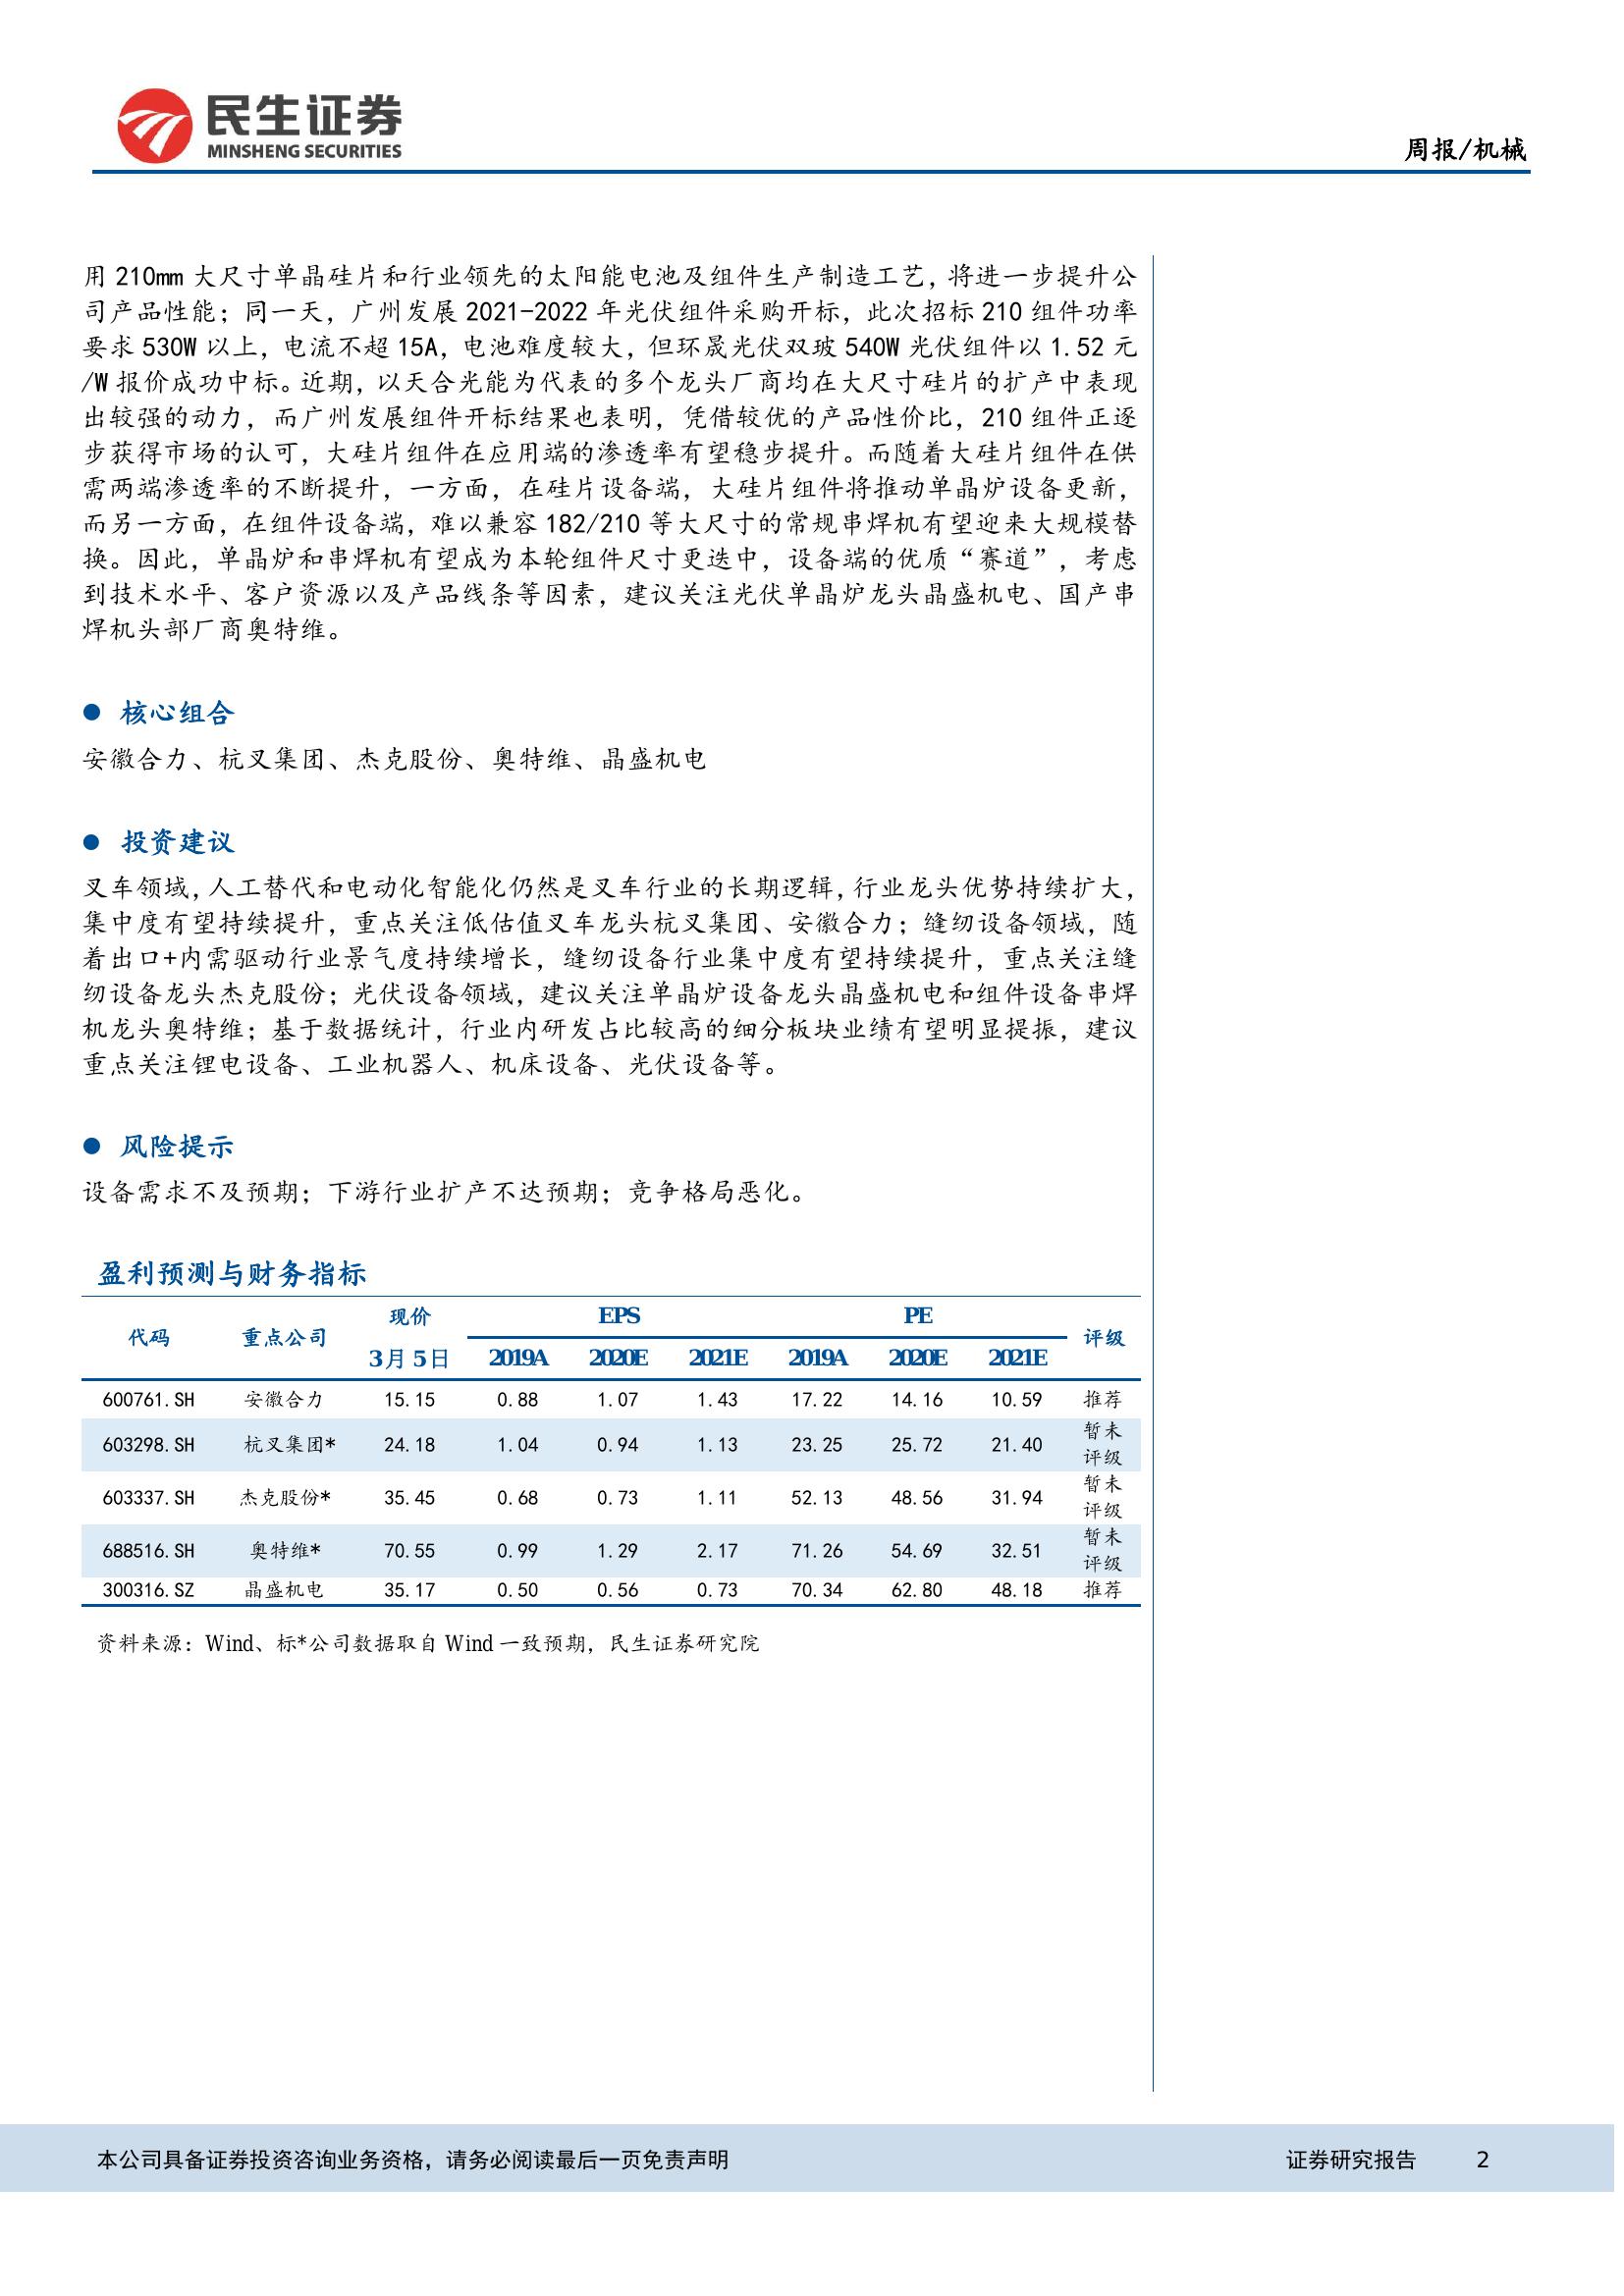 民生证券
MINSHENG SECURITIES
周报/机械
用 210mm 大尺寸单晶硅片和行业领先的太阳能电池及组件生产制造工艺，将进一步提升公
司产品性能；同一天，广州发展 2021-2022 年光伏组件采购开标，此次招标 210 组件功率
要求 530W 以上，电流不超 15A，电池难度较大，但环晟光伏双玻 540W 光伏组件以 1.52 元
/W 报价成功中标。近期，以天合光能为代表的多个龙头厂商均在大尺寸硅片的扩产中表现
出较强的动力，而广州发展组件开标结果也表明，凭借较优的产品性价比，210 组件正逐
步获得市场的认可，大硅片组件在应用端的渗透率有望稳步提升。而随着大硅片组件在供
需两端渗透率的不断提升，一方面，在硅片设备端，大硅片组件将推动单晶炉设备更新，
而另一方面，在组件设备端，难以兼容 182/210 等大尺寸的常规串焊机有望迎来大规模替
换。因此，单晶炉和串焊机有望成为本轮组件尺寸更迭中，设备端的优质“赛道”，考虑
到技术水平、客户资源以及产品线条等因素，建议关注光伏单晶炉龙头晶盛机电、国产串
焊机头部厂商奥特维。
● 核心组合
安徽合力、杭叉集团、杰克股份、奥特维、晶盛机电
● 投资建议
叉车领域，人工替代和电动化智能化仍然是叉车行业的长期逻辑，行业龙头优势持续扩大，
集中度有望持续提升，重点关注低估值叉车龙头杭叉集团、安徽合力；缝纫设备领域，随
着出口+内需驱动行业景气度持续增长，缝纫设备行业集中度有望持续提升，重点关注缝
纫设备龙头杰克股份；光伏设备领域，建议关注单晶炉设备龙头晶盛机电和组件设备串焊
机龙头奥特维；基于数据统计，行业内研发占比较高的细分板块业绩有望明显提振，建议
重点关注锂电设备、工业机器人、机床设备、光伏设备等。
● 风险提示
设备需求不及预期；下游行业扩产不达预期；竞争格局恶化。
盈利预测与财务指标
代码 重点公司 现价 EPS PE 评级
3月5日 2019A 2020E 2021E 2019A 2020E 2021E
600761.SH 安徽合力 15.15 0.88 1.07 1.43 17.22 14.16 10.59 推荐
603298.SH 杭叉集团* 24.18 1.04 0.94 1.13 23.25 25.72 21.40 暂未评级
603337.SH 杰克股份* 35.45 0.68 0.73 1.11 52.13 48.56 31.94 暂未评级
688516.SH 奥特维* 70.55 0.99 1.29 2.17 71.26 54.69 32.51 暂未评级
300316.SZ 晶盛机电 35.17 0.50 0.56 0.73 70.34 62.80 48.18 推荐
资料来源：Wind、标*公司数据取自 Wind 一致预期，民生证券研究院
本公司具备证券投资咨询业务资格，请务必阅读最后一页免责声明 证券研究报告 2